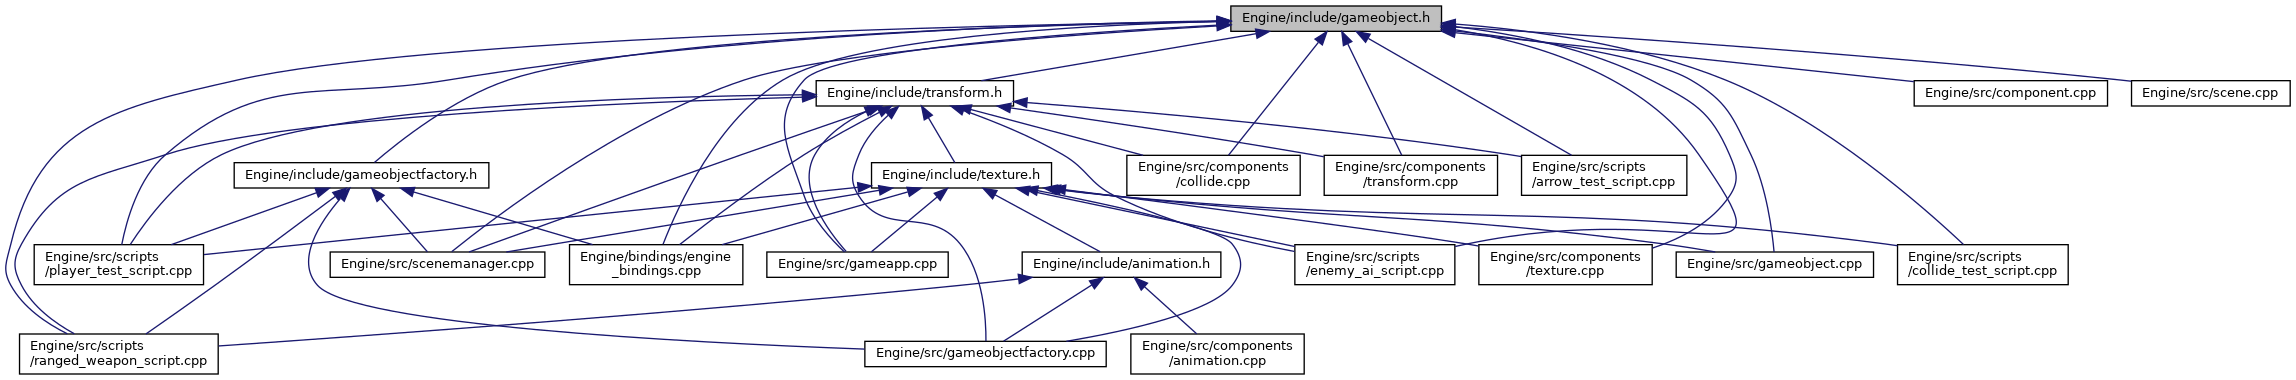 Engine/include/gameobject.h
Engine/include/transform.h
Engine/src/component.cpp
Engine/src/scene.cpp
Engine/include/gameobjectfactory.h
Engine/include/texture.h
Engine/src/components
/collide.cpp
Engine/src/components
/transform.cpp
Engine/src/scripts
/arrow_test_script.cpp
Engine/src/scripts
/player_test_script.cpp
Engine/src/scenemanager.cpp
Engine/bindings/engine
_bindings.cpp
Engine/src/gameapp.cpp
Engine/include/animation.h
Engine/src/scripts
/enemy_ai_script.cpp
Engine/src/components
/texture.cpp
Engine/src/gameobject.cpp
Engine/src/scripts
/collide_test_script.cpp
Engine/src/scripts
/ranged_weapon_script.cpp
Engine/src/gameobjectfactory.cpp
Engine/src/components
/animation.cpp